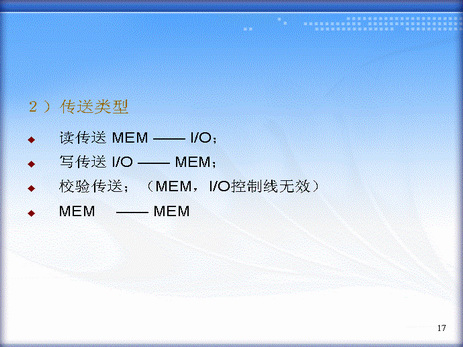 2）传送类型
◆ 读传送 MEM —— I/O；
◆ 写传送 I/O —— MEM；
◆ 校验传送；（MEM，I/O控制线无效）
◆ MEM —— MEM
17